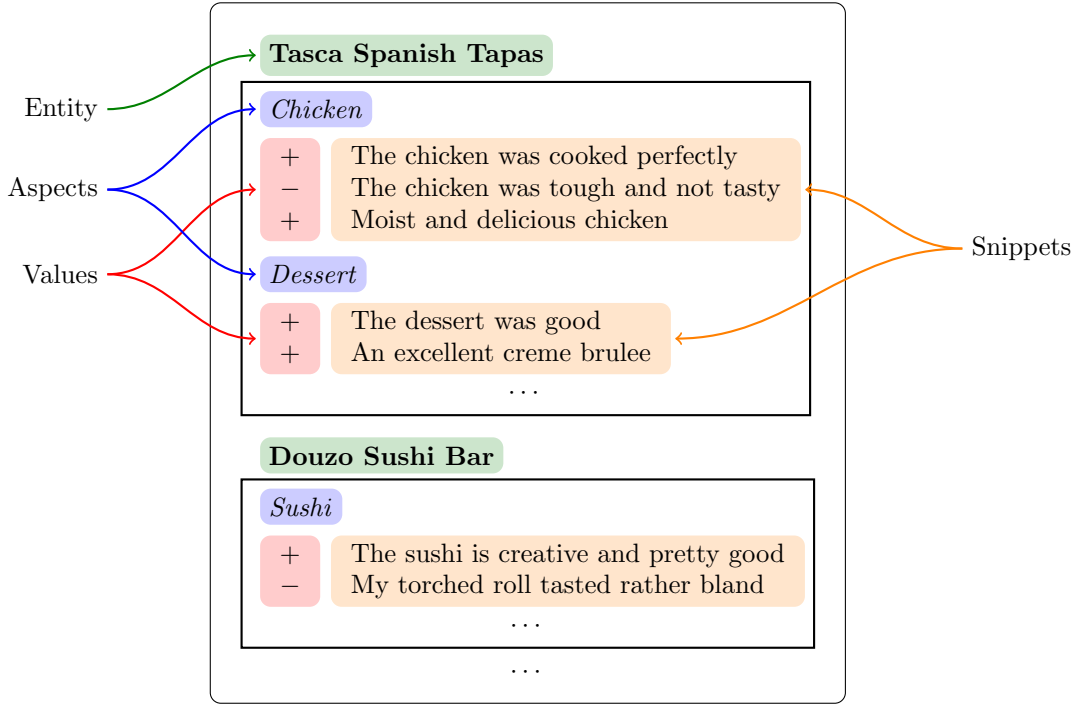 Tasca Spanish Tapas
Entity
Chicken
+ The chicken was cooked perfectly
Aspects
− The chicken was tough and not tasty
+ Moist and delicious chicken
Snippets
Values
Dessert
+ The dessert was good
+ An excellent creme brulee
...
Douzo Sushi Bar
Sushi
+ The sushi is creative and pretty good
− My torched roll tasted rather bland
...
...